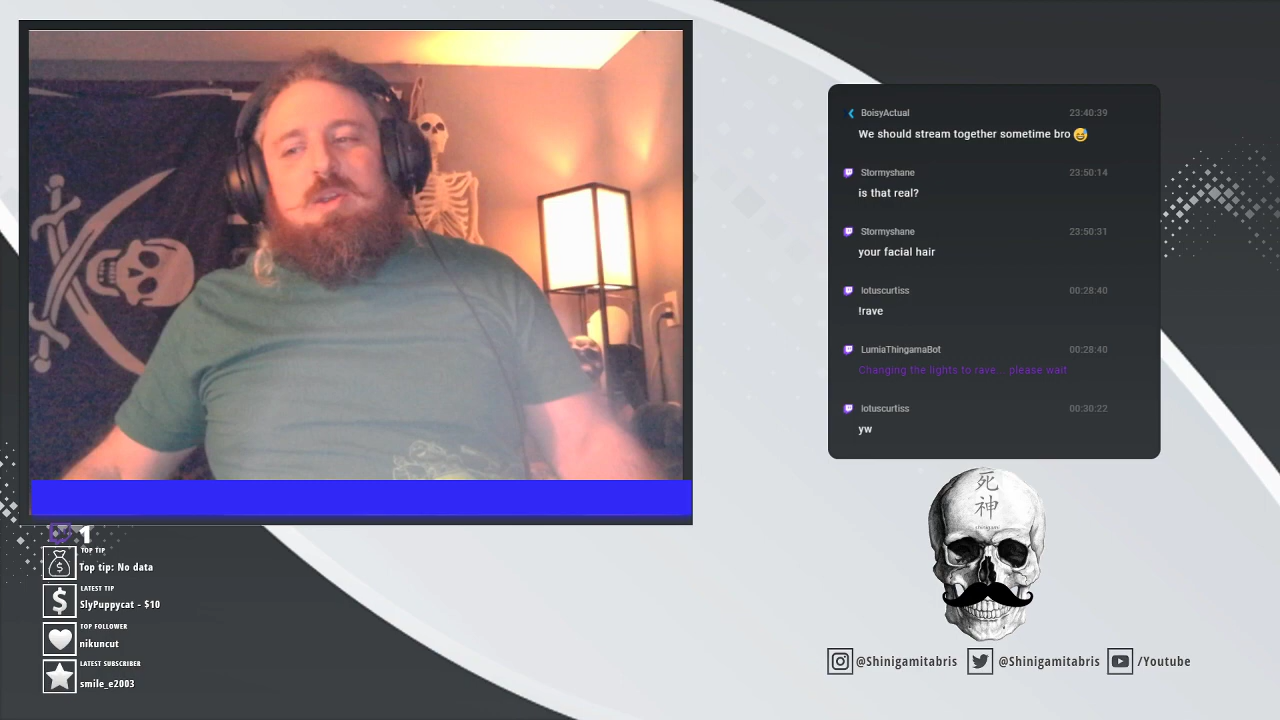 BoisyActual 23:40:39
We should stream together sometime bro 😅
Stormyshane 23:50:14
is that real?
Stormyshane 23:50:31
your facial hair
lotuscurtiss 00:28:40
!rave
LumiaThingamaBot 00:28:40
Changing the lights to rave... please wait
lotuscurtiss 00:30:22
yw
死
神
shinigami
1
TOP TIP
Top tip: No data
LATEST TIP
SlyPuppycat - $10
TOP FOLLOWER
nikuncut
LATEST SUBSCRIBER
smile_e2003
@Shinigamitabris @Shinigamitabris /Youtube